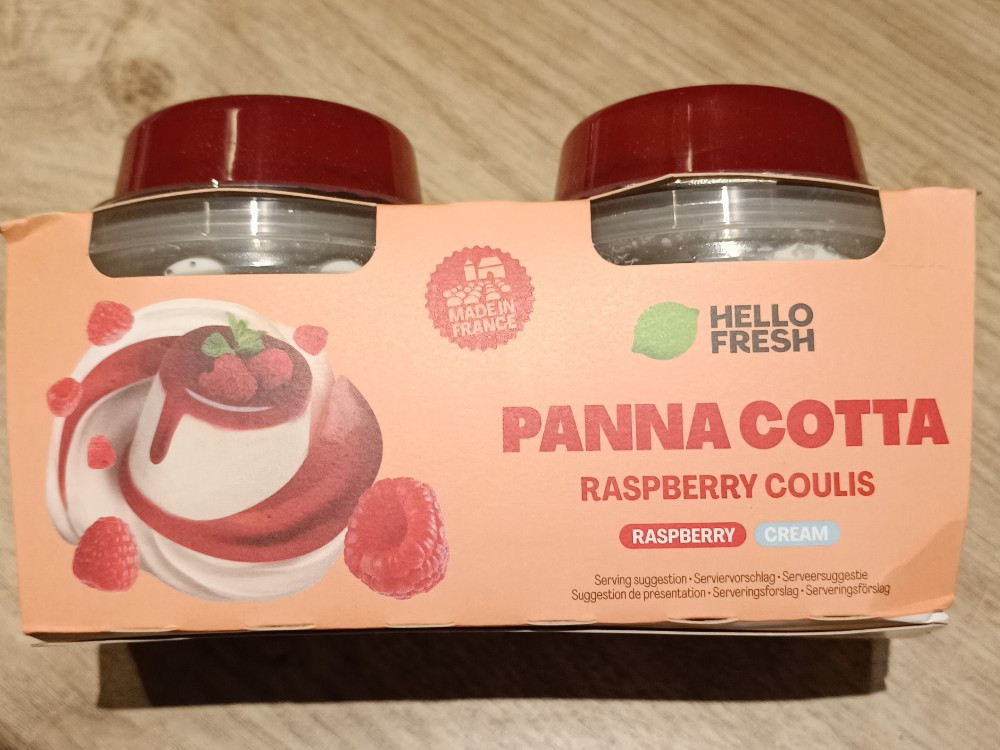 MADE IN
FRANCE
HELLO
FRESH
PANNA COTTA
RASPBERRY COULIS
RASPBERRY CREAM
Serving suggestion • Serviervorschlag • Serveersuggestie
Suggestion de présentation • Serveringsforslag • Serveringsförslag